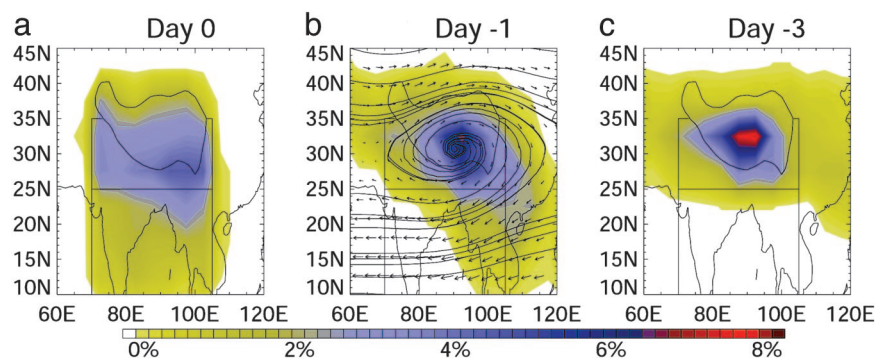 a Day 0 b Day -1 c Day -3
45N 45N 45N
40N 40N 40N
35N 35N 35N
30N 30N 30N
25N 25N 25N
20N 20N 20N
15N 15N 15N
10N 10N 10N
60E 80E 100E 120E 60E 80E 100E 120E 60E 80E 100E 120E
0% 2% 4% 6% 8%